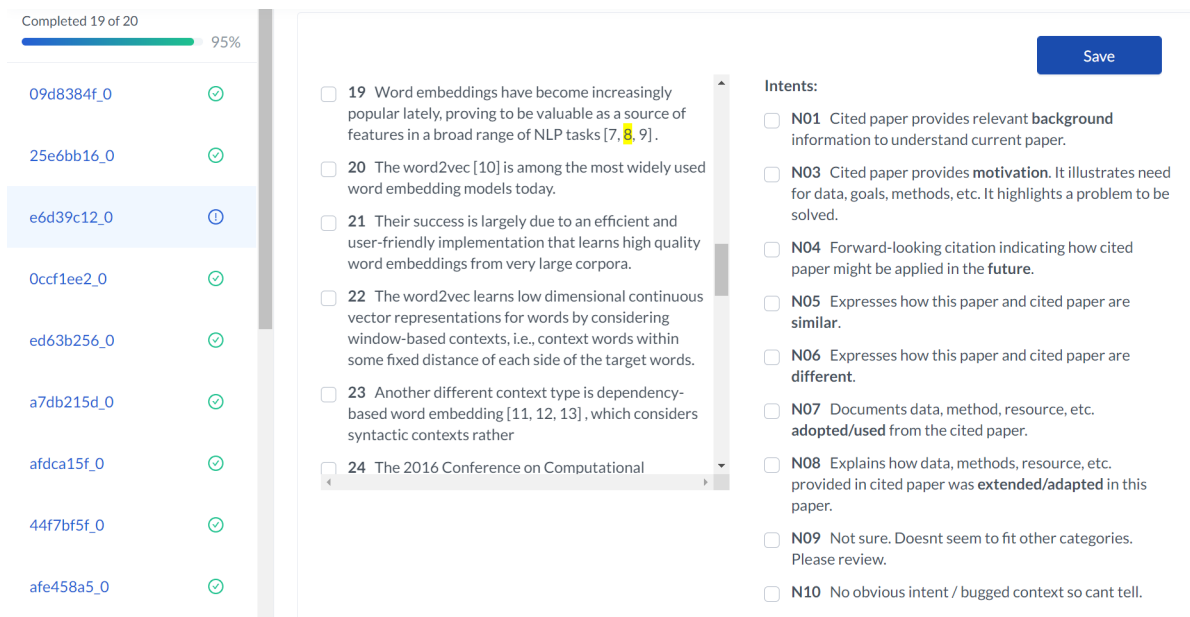 Completed 19 of 20
95%
09d8384f_0
25e6bb16_0
e6d39c12_0
0ccf1ee2_0
ed63b256_0
a7db215d_0
afdca15f_0
44f7bf5f_0
afe458a5_0
19 Word embeddings have become increasingly
popular lately, proving to be valuable as a source of
features in a broad range of NLP tasks [7, 8, 9] .
20 The word2vec [10] is among the most widely used
word embedding models today.
21 Their success is largely due to an efficient and
user-friendly implementation that learns high quality
word embeddings from very large corpora.
22 The word2vec learns low dimensional continuous
vector representations for words by considering
window-based contexts, i.e., context words within
some fixed distance of each side of the target words.
23 Another different context type is dependency-
based word embedding [11, 12, 13] , which considers
syntactic contexts rather
24 The 2016 Conference on Computational
Save
Intents:
N01 Cited paper provides relevant background
information to understand current paper.
N03 Cited paper provides motivation. It illustrates need
for data, goals, methods, etc. It highlights a problem to be
solved.
N04 Forward-looking citation indicating how cited
paper might be applied in the future.
N05 Expresses how this paper and cited paper are
similar.
N06 Expresses how this paper and cited paper are
different.
N07 Documents data, method, resource, etc.
adopted/used from the cited paper.
N08 Explains how data, methods, resource, etc.
provided in cited paper was extended/adapted in this
paper.
N09 Not sure. Doesnt seem to fit other categories.
Please review.
N10 No obvious intent / bugged context so cant tell.